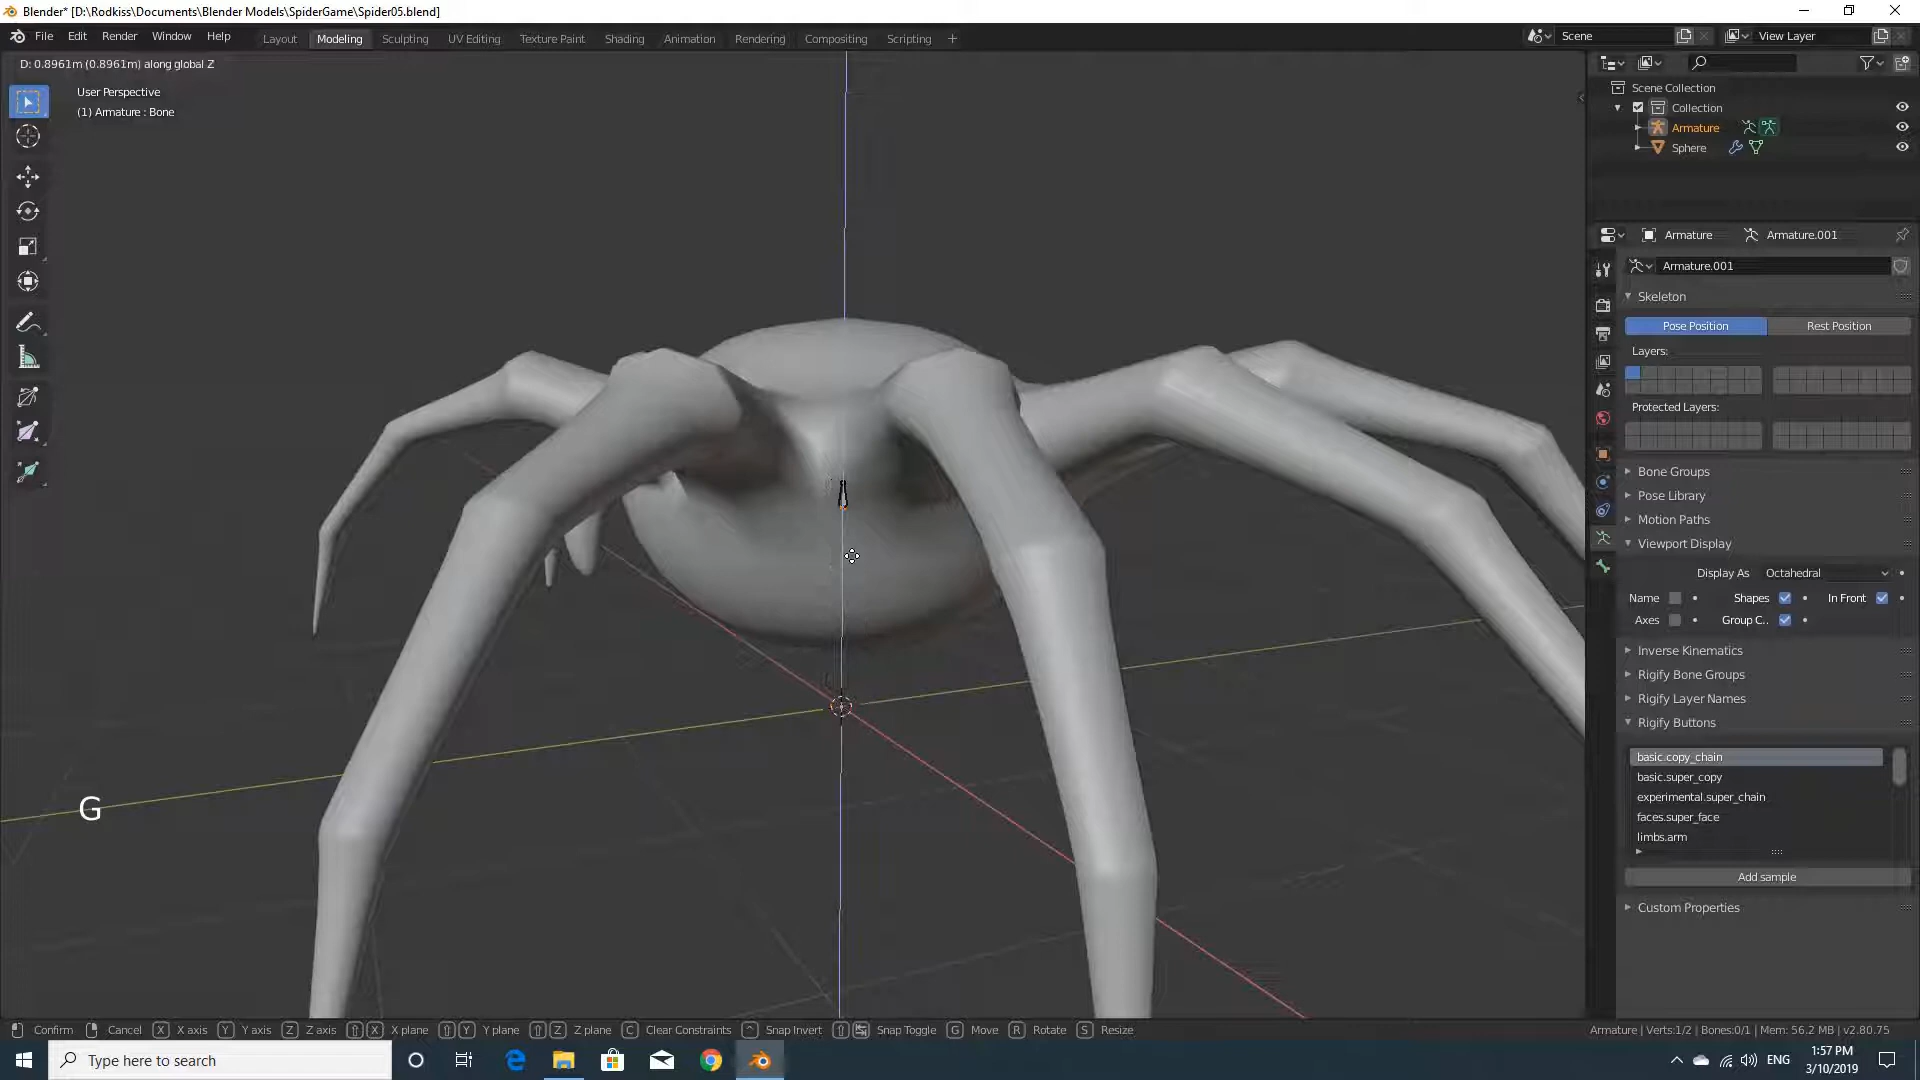 Blender* [D:\Rodkiss\Documents\Blender Models\SpiderGame\Spider05.blend]
File Edit Render Window Help Layout Modeling Sculpting UV Editing Texture Paint Shading Animation Rendering Compositing Scripting + Scene View Layer
D: 0.8961m (0.8961m) along global Z
User Perspective
(1) Armature : Bone
Scene Collection
Collection
Armature
Sphere
Armature Armature.001
Armature.001
Skeleton
Pose Position Rest Position
Layers:
Protected Layers:
Bone Groups
Pose Library
Motion Paths
Viewport Display
Display As Octahedral
Name Shapes In Front
Axes Group C..
Inverse Kinematics
Rigify Bone Groups
Rigify Layer Names
Rigify Buttons
basic.copy_chain
basic.super_copy
experimental.super_chain
faces.super_face
limbs.arm
Add sample
Custom Properties
G
Confirm Cancel X X axis Y Y axis Z Z axis X X plane Y Y plane Z Z plane C Clear Constraints ^ Snap Invert Snap Toggle G Move R Rotate S Resize
Armature | Verts:1/2 | Bones:0/1 | Mem: 56.2 MB | v2.80.75
Type here to search
ENG
1:57 PM
3/10/2019